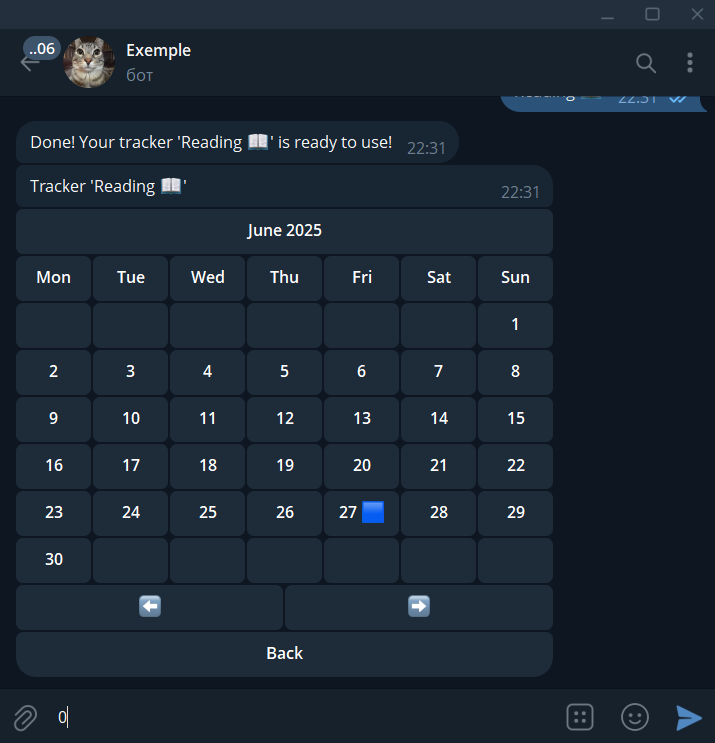 ..06
Exemple
бот
Reading 📖 22:31
Done! Your tracker 'Reading 📖' is ready to use! 22:31
Tracker 'Reading 📖' 22:31
June 2025
Mon Tue Wed Thu Fri Sat Sun
1
2 3 4 5 6 7 8
9 10 11 12 13 14 15
16 17 18 19 20 21 22
23 24 25 26 27 🟦 28 29
30
⬅️ ➡️
Back
0